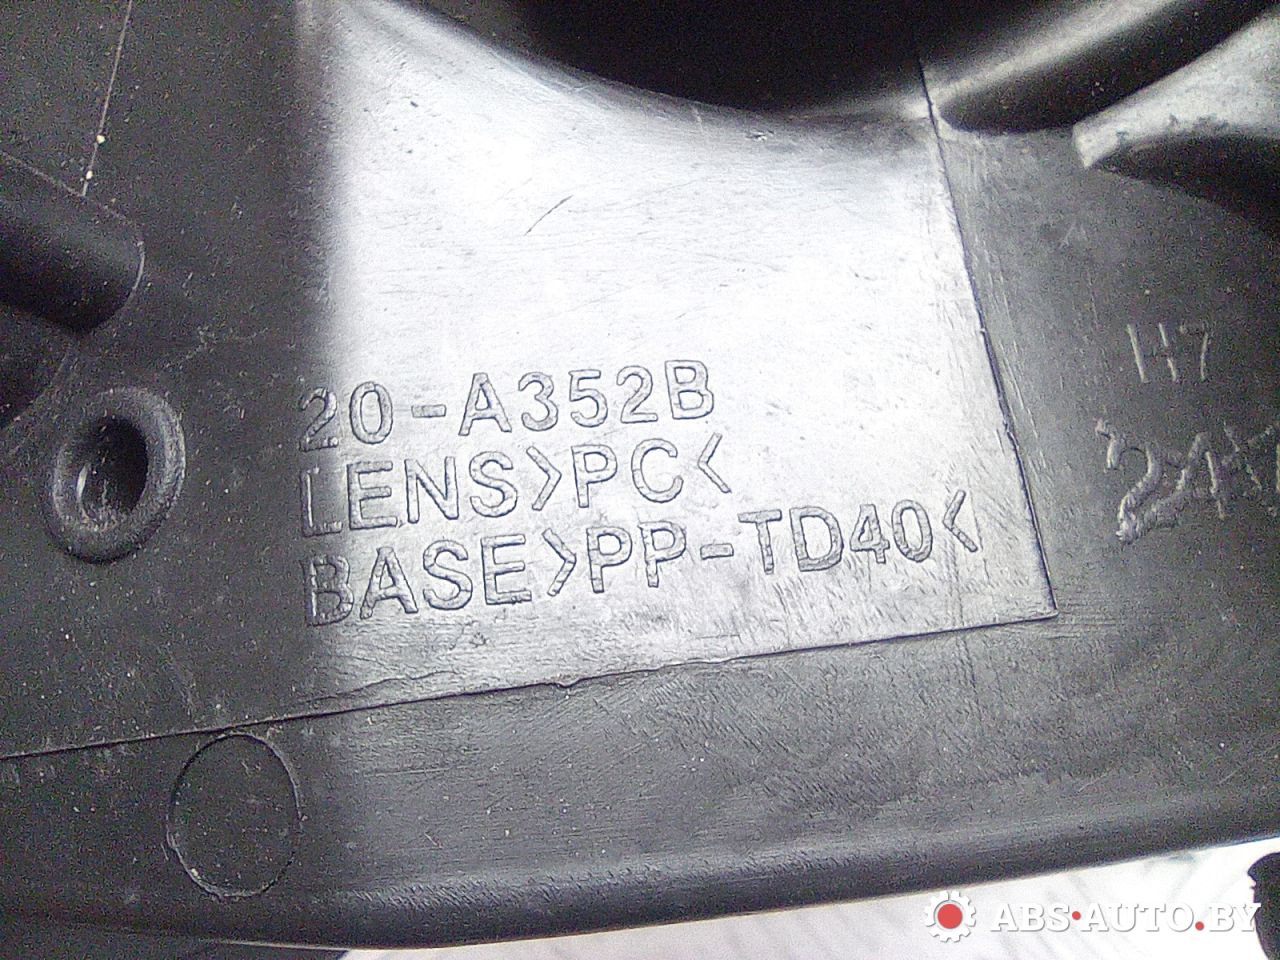 20-A352B
LENS>PC<
BASE>PP-TD40<
H7
ABS·AUTO.BY